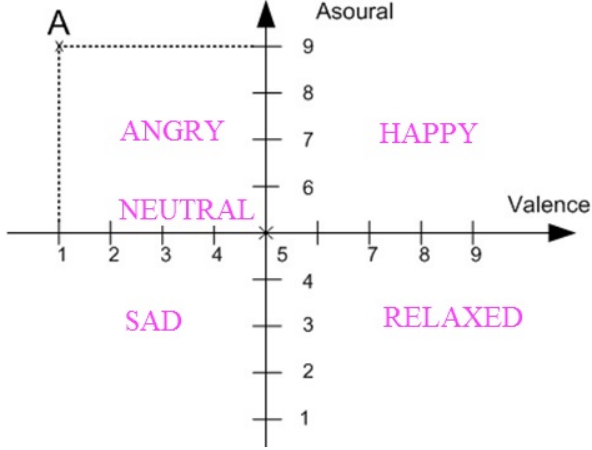 A
Asoural
9
8
ANGRY
7
HAPPY
6
NEUTRAL
Valence
1 2 3 4 5 7 8 9
4
SAD
3
RELAXED
2
1